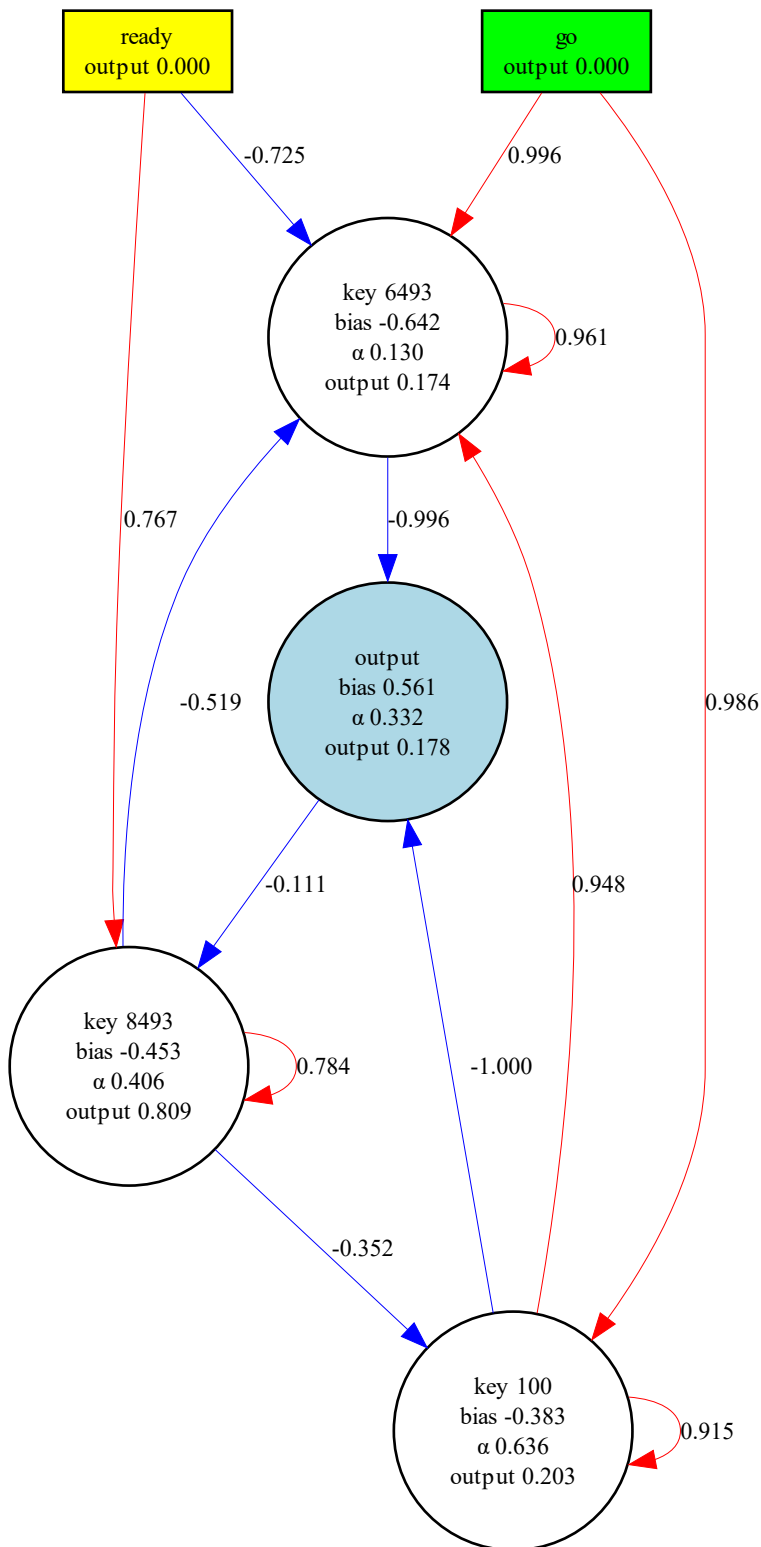 ready
output 0.000
go
output 0.000
-0.725
0.996
key 6493
bias -0.642
α 0.130
output 0.174
0.961
0.767
-0.996
-0.519
output
bias 0.561
α 0.332
output 0.178
0.986
-0.111
0.948
key 8493
bias -0.453
α 0.406
output 0.809
0.784
-1.000
-0.352
key 100
bias -0.383
α 0.636
output 0.203
0.915